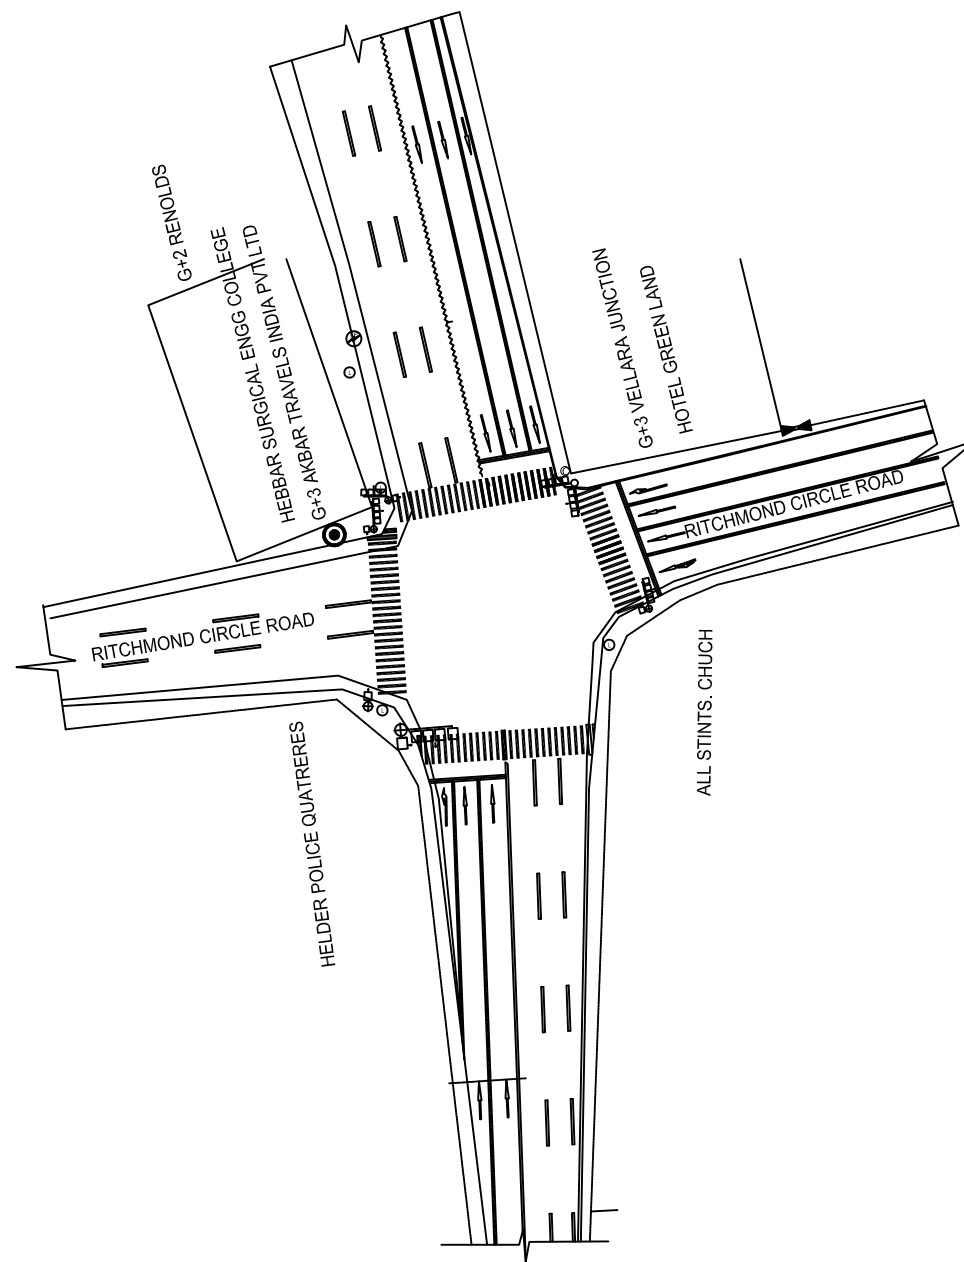 G+2 RENOLDS
HEBBAR SURGICAL ENGG COLLEGE
G+3 AKBAR TRAVELS INDIA PVT.LTD
G+3 VELLARA JUNCTION
HOTEL GREEN LAND
RITCHMOND CIRCLE ROAD
RITCHMOND CIRCLE ROAD
HELDER POLICE QUATRERES
ALL STINTS. CHUCH